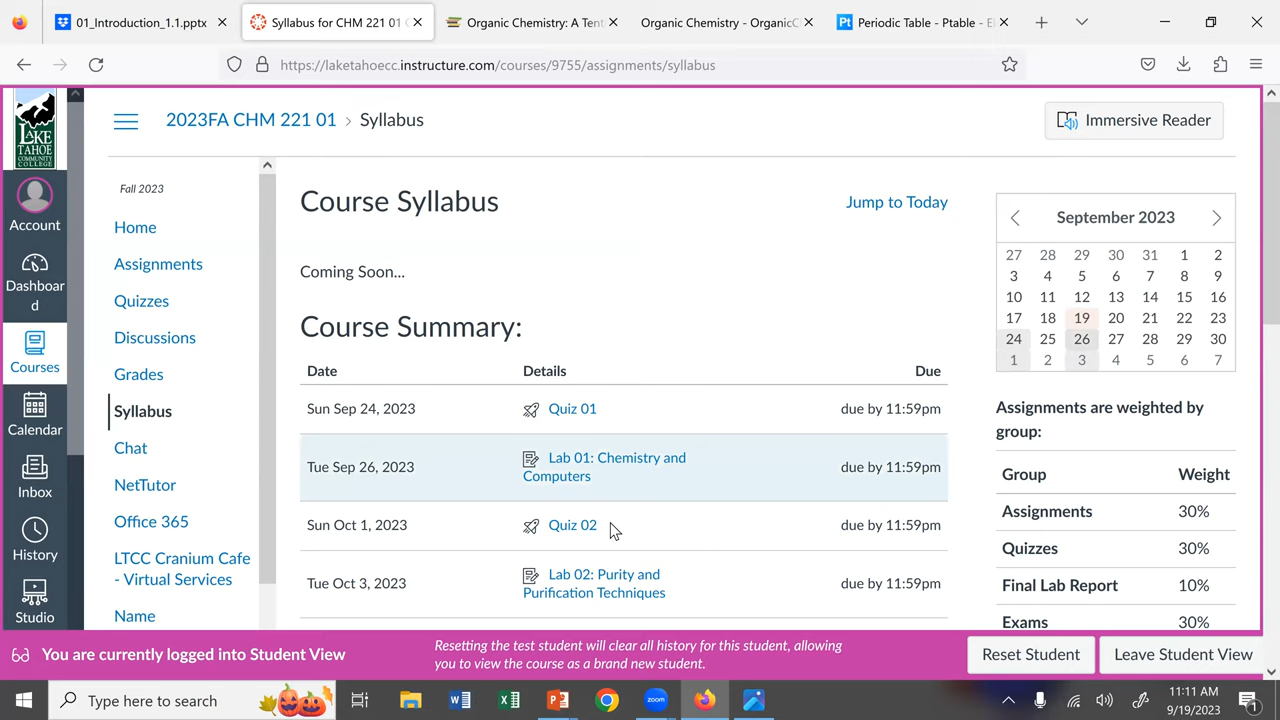 01_Introduction_1.1.pptx
Syllabus for CHM 221 01
Organic Chemistry: A Tent
Organic Chemistry - Organic
Periodic Table - Ptable -
https://laketahoecc.instructure.com/courses/9755/assignments/syllabus
LAKE
TAHOE
COMMUNITY
COLLEGE
2023FA CHM 221 01 › Syllabus
Immersive Reader
Account
Dashboar
d
Courses
Calendar
Inbox
History
Studio
Fall 2023
Home
Assignments
Quizzes
Discussions
Grades
Syllabus
Chat
NetTutor
Office 365
LTCC Cranium Cafe
- Virtual Services
Name
Course Syllabus
Jump to Today
Coming Soon...
Course Summary:
Date Details Due
Sun Sep 24, 2023 Quiz 01 due by 11:59pm
Tue Sep 26, 2023 Lab 01: Chemistry and
Computers due by 11:59pm
Sun Oct 1, 2023 Quiz 02 due by 11:59pm
Tue Oct 3, 2023 Lab 02: Purity and
Purification Techniques due by 11:59pm
September 2023
27 28 29 30 31 1 2
3 4 5 6 7 8 9
10 11 12 13 14 15 16
17 18 19 20 21 22 23
24 25 26 27 28 29 30
1 2 3 4 5 6 7
Assignments are weighted by
group:
Group Weight
Assignments 30%
Quizzes 30%
Final Lab Report 10%
Exams 30%
You are currently logged into Student View
Resetting the test student will clear all history for this student, allowing
you to view the course as a brand new student.
Reset Student
Leave Student View
Type here to search
11:11 AM
9/19/2023
1